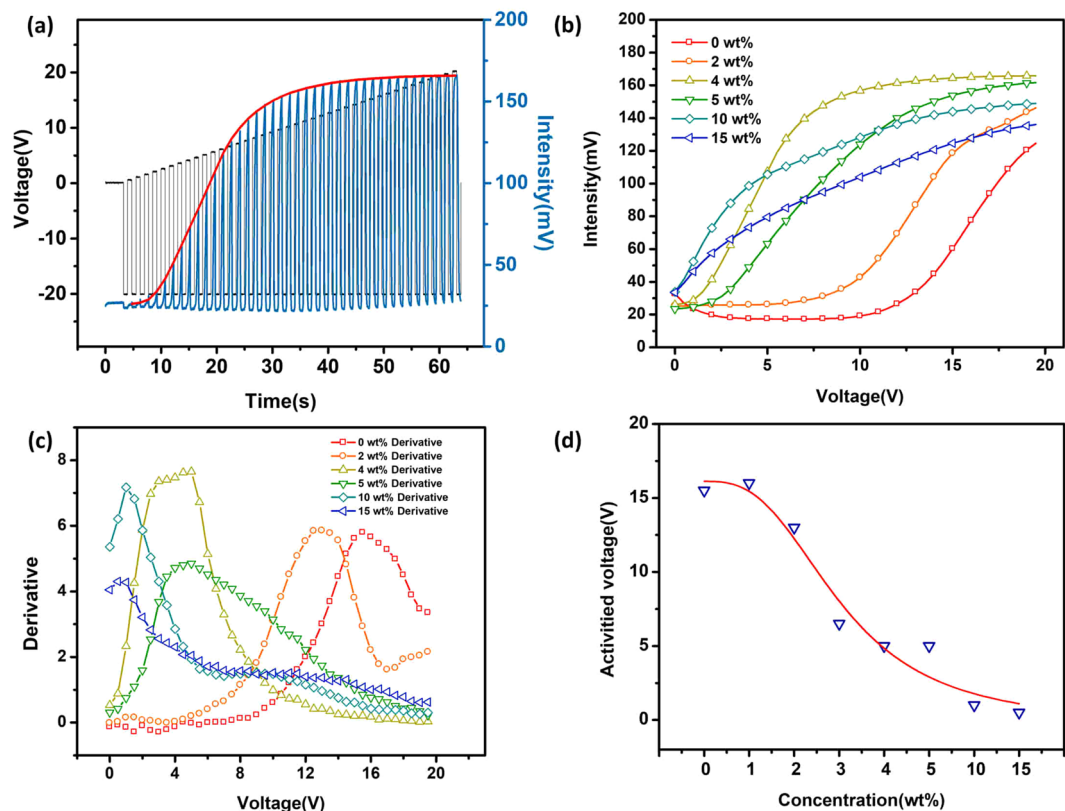 (a)
200
20
150
10
0
100
-10
50
-20
0
0 10 20 30 40 50 60
Voltage(V)
Intensity(mV)
Time(s)
(b)
200
180
160
140
120
100
80
60
40
20
0
0 5 10 15 20
Intensity(mV)
Voltage(V)
0 wt%
2 wt%
4 wt%
5 wt%
10 wt%
15 wt%
(c)
8
6
4
2
0
0 4 8 12 16 20
Derivative
Voltage(V)
0 wt% Derivative
2 wt% Derivative
4 wt% Derivative
5 wt% Derivative
10 wt% Derivative
15 wt% Derivative
(d)
20
15
10
5
0
0 1 2 3 4 5 10 15
Activitied voltage(V)
Concentration(wt%)